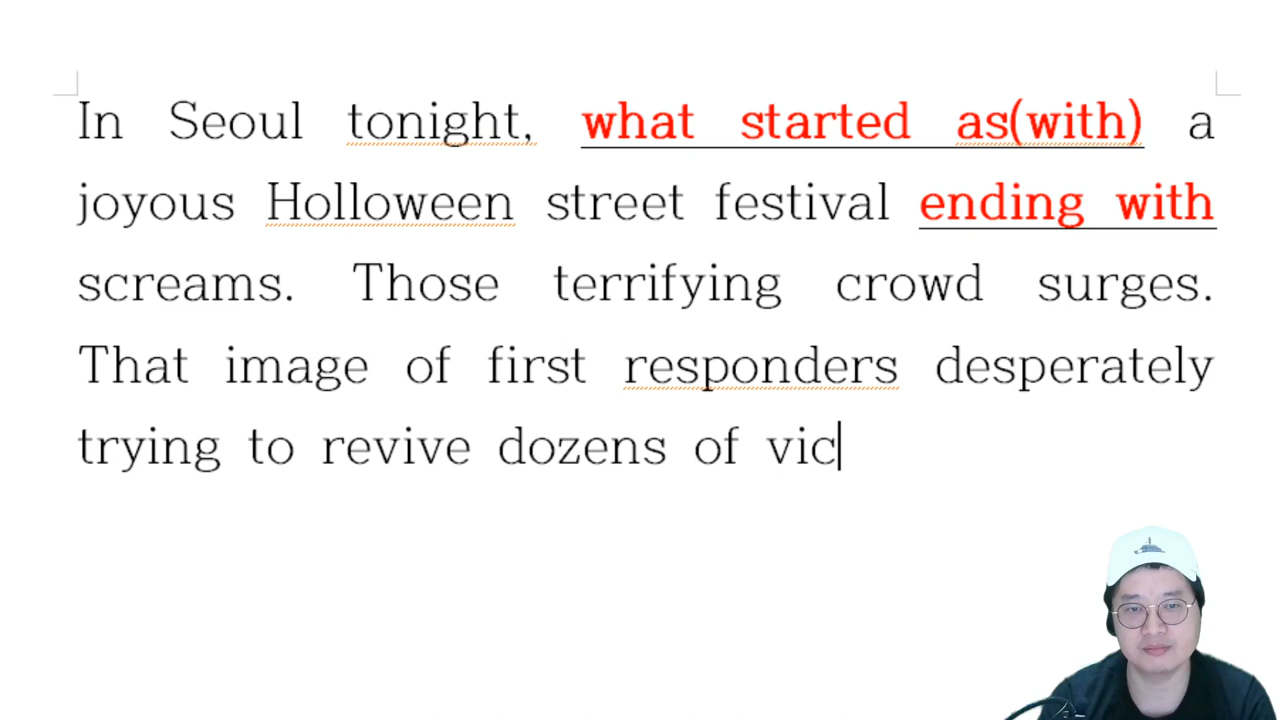 In Seoul tonight, what started as(with) a
joyous Holloween street festival ending with
screams. Those terrifying crowd surges.
That image of first responders desperately
trying to revive dozens of vic